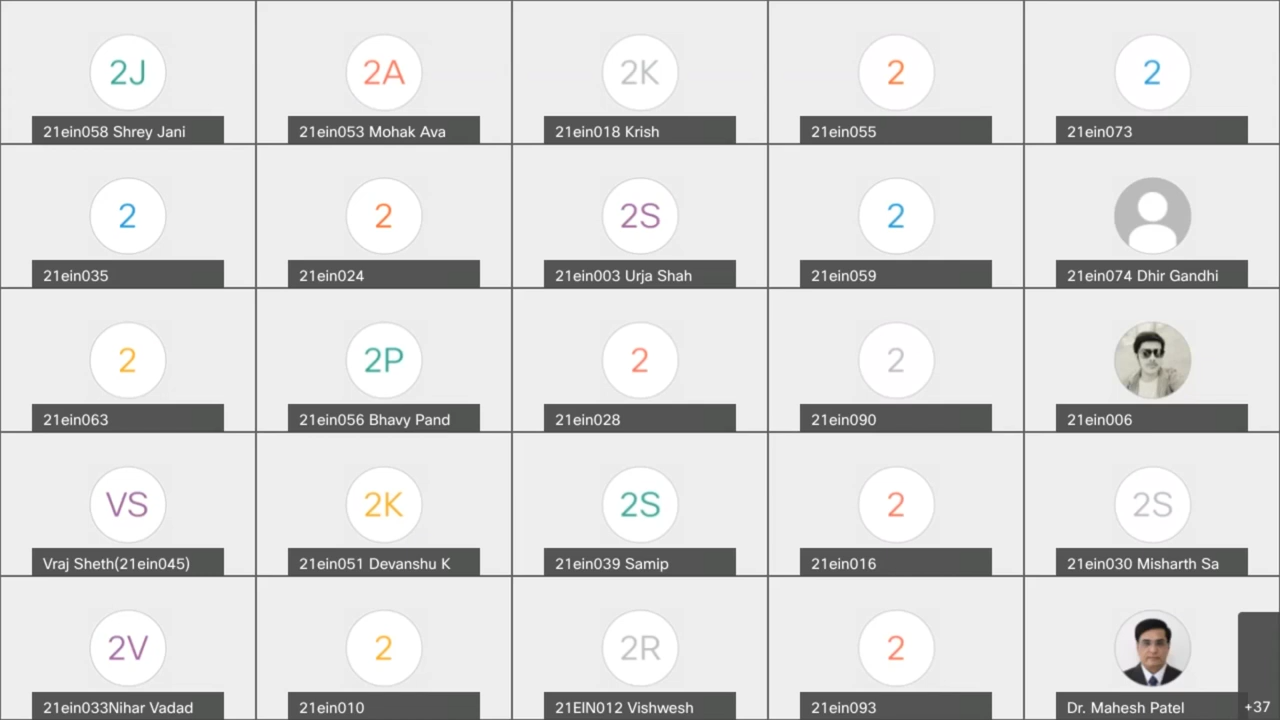 2J
2A
2K
2
2
21ein058 Shrey Jani
21ein053 Mohak Ava
21ein018 Krish
21ein055
21ein073
2
2
2S
2
21ein035
21ein024
21ein003 Urja Shah
21ein059
21ein074 Dhir Gandhi
2
2P
2
2
21ein063
21ein056 Bhavy Pand
21ein028
21ein090
21ein006
VS
2K
2S
2
2S
Vraj Sheth(21ein045)
21ein051 Devanshu K
21ein039 Samip
21ein016
21ein030 Misharth Sa
2V
2
2R
2
21ein033Nihar Vadad
21ein010
21EIN012 Vishwesh
21ein093
Dr. Mahesh Patel
+37